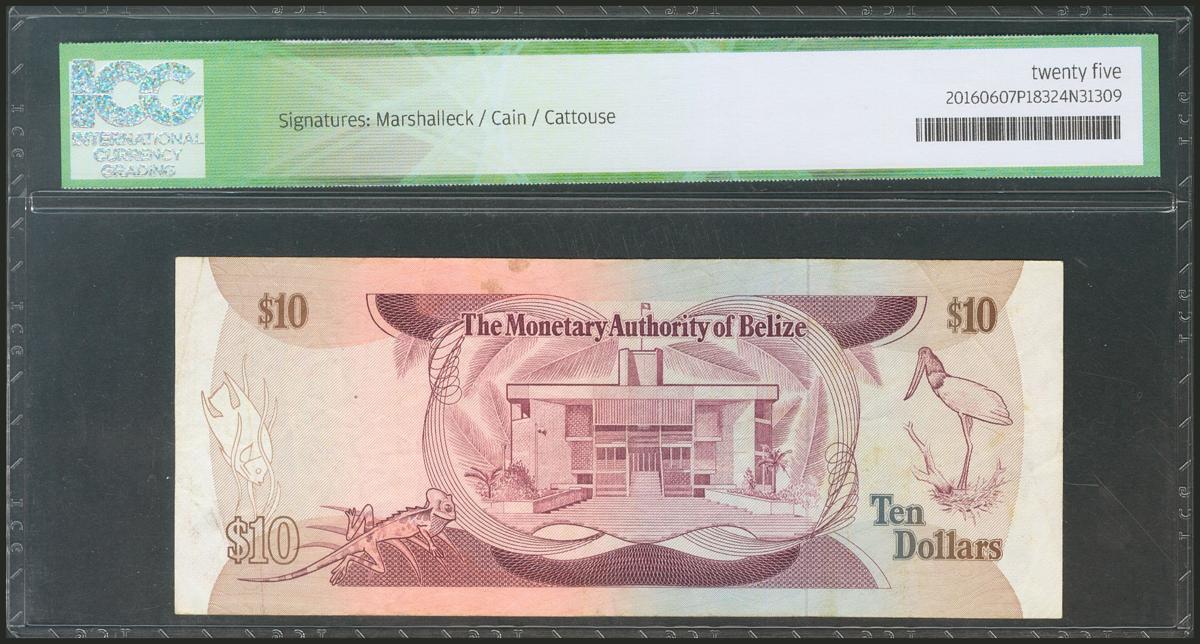 ICG
INTERNATIONAL
CURRENCY
GRADING
Signatures: Marshalleck / Cain / Cattouse
twenty five
20160607P18324N31309
$10
The Monetary Authority of Belize
$10
$10
Ten
Dollars